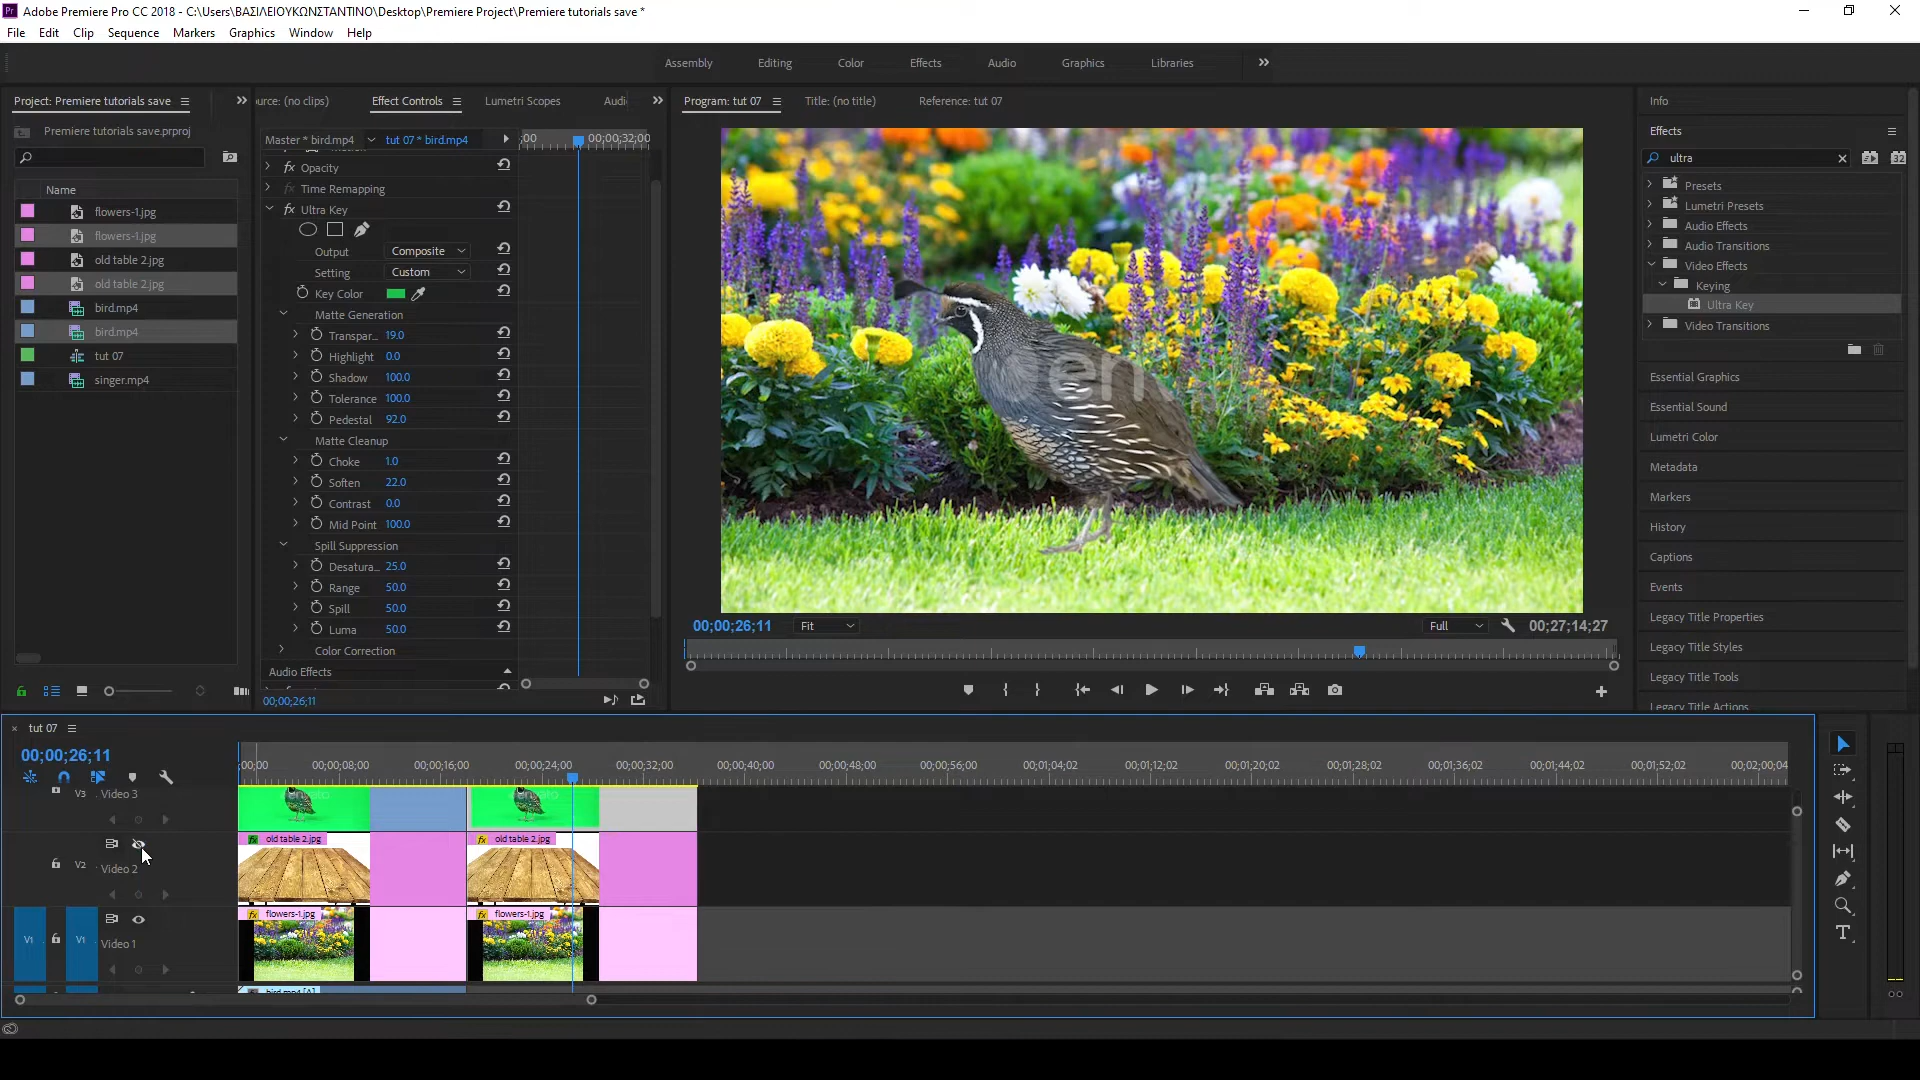 Adobe Premiere Pro CC 2018 - C:\Users\ΒΑΣΙΛΕΙΟΥΚΩΝΣΤΑΝΤΙΝΟ\Desktop\Premiere Project\Premiere tutorials save *
File Edit Clip Sequence Markers Graphics Window Help
Assembly Editing Color Effects Audio Graphics Libraries
Project: Premiere tutorials save
Premiere tutorials save.prproj
Name
flowers-1.jpg
flowers-1.jpg
old table 2.jpg
old table 2.jpg
bird.mp4
bird.mp4
tut 07
singer.mp4
urce: (no clips) Effect Controls Lumetri Scopes Audi
Master * bird.mp4 tut 07 * bird.mp4 ;00 00;00;32;00
fx Opacity
fx Time Remapping
fx Ultra Key
Output Composite
Setting Custom
Key Color
Matte Generation
Transpar... 19.0
Highlight 0.0
Shadow 100.0
Tolerance 100.0
Pedestal 92.0
Matte Cleanup
Choke 1.0
Soften 22.0
Contrast 0.0
Mid Point 100.0
Spill Suppression
Desatura... 25.0
Range 50.0
Spill 50.0
Luma 50.0
Color Correction
Audio Effects
00;00;26;11
Program: tut 07 Title: (no title) Reference: tut 07
00;00;26;11 Fit Full 00;27;14;27
Info
Effects
ultra
32
Presets
Lumetri Presets
Audio Effects
Audio Transitions
Video Effects
Keying
Ultra Key
Video Transitions
Essential Graphics
Essential Sound
Lumetri Color
Metadata
Markers
History
Captions
Events
Legacy Title Properties
Legacy Title Styles
Legacy Title Tools
Legacy Title Actions
tut 07
00;00;26;11
;00;00 00;00;08;00 00;00;16;00 00;00;24;00 00;00;32;00 00;00;40;00 00;00;48;00 00;00;56;00 00;01;04;02 00;01;12;02 00;01;20;02 00;01;28;02 00;01;36;02 00;01;44;02 00;01;52;02 00;02;00;04
V3 Video 3
envato envato
fx old table 2.jpg fx old table 2.jpg
V2 Video 2
fx flowers-1.jpg fx flowers-1.jpg
V1 V1 Video 1
bird.mp4 [A]